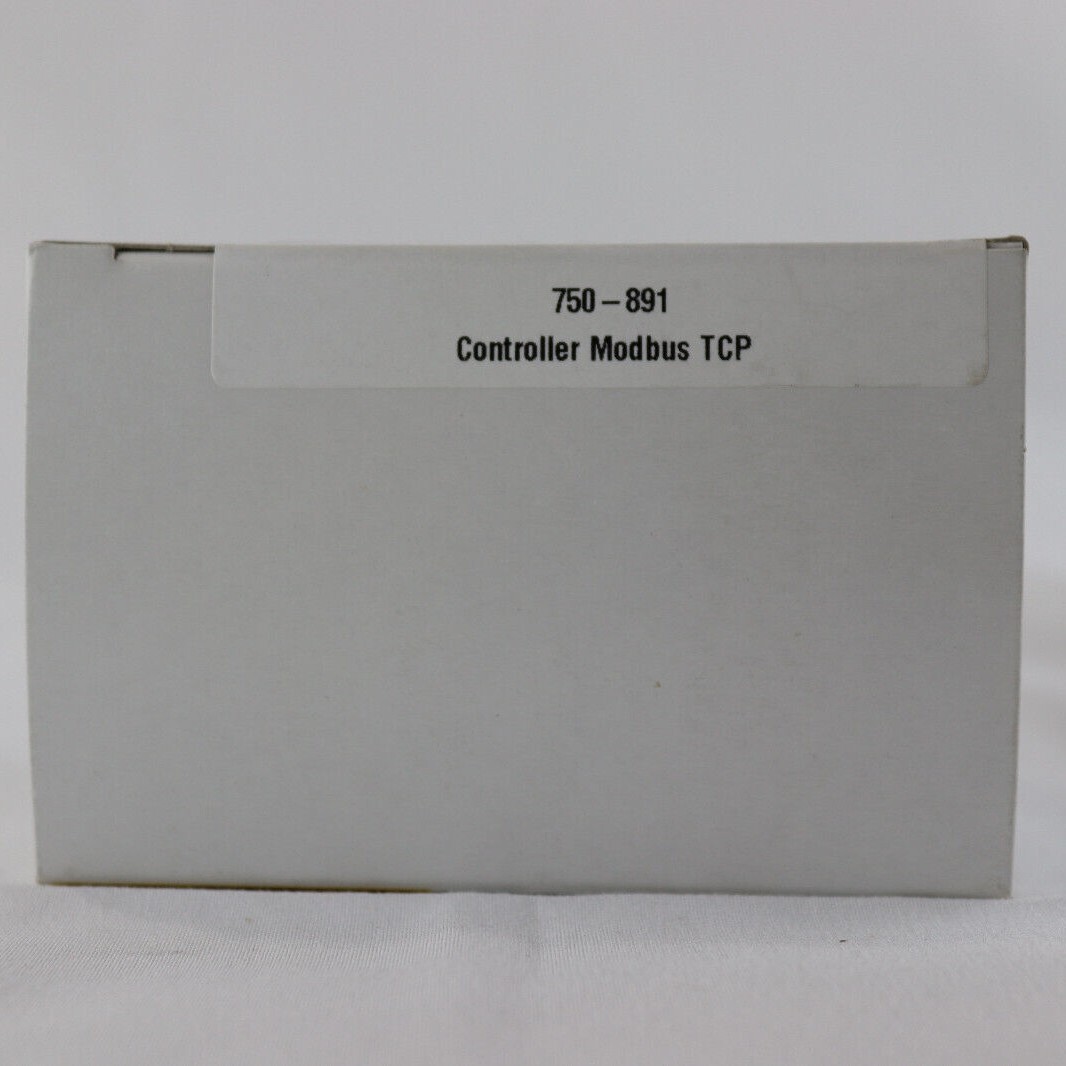 750 – 891
Controller Modbus TCP